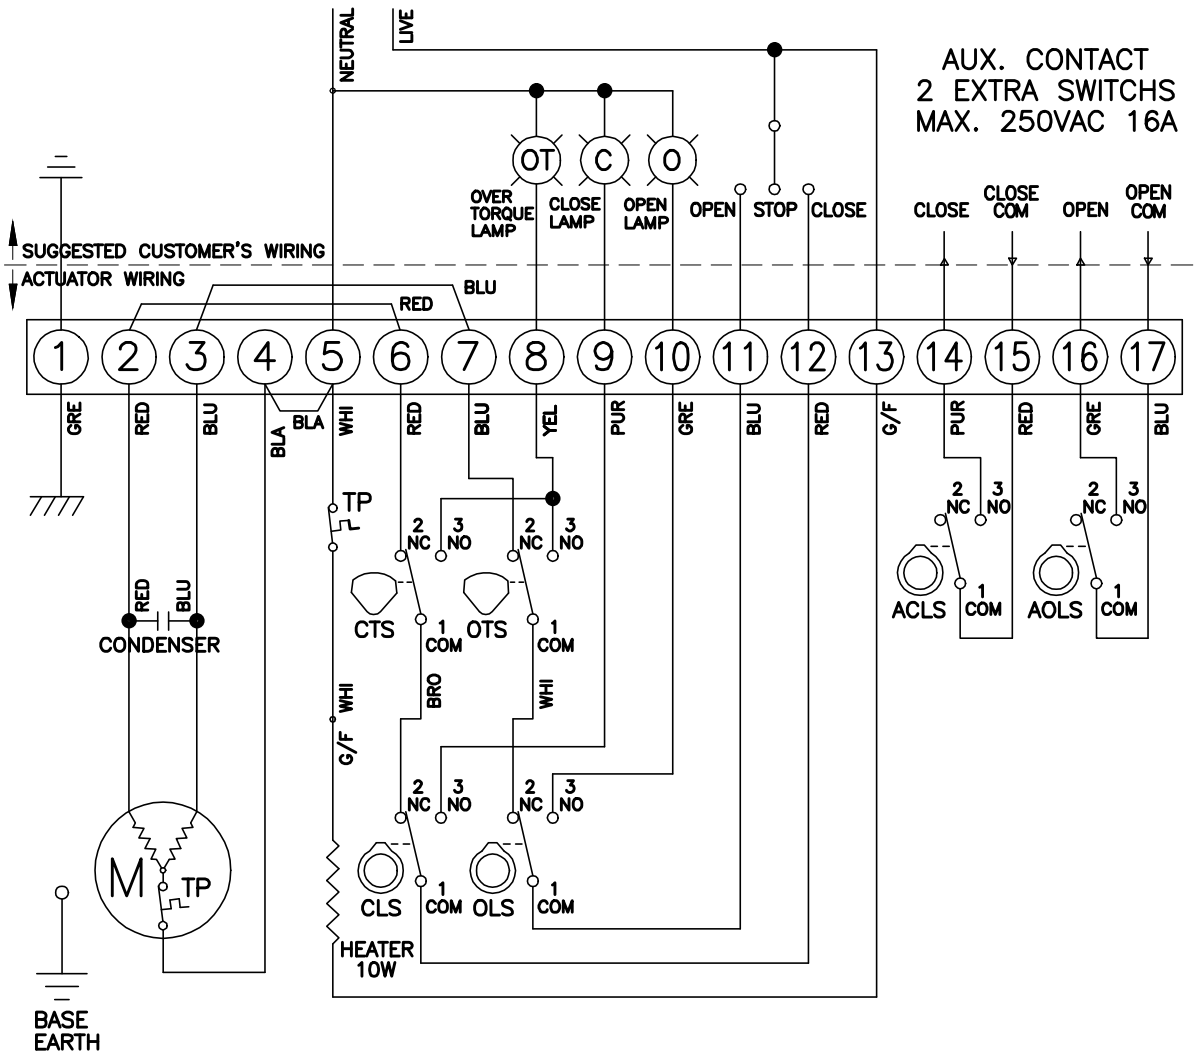 NEUTRAL
LIVE
AUX. CONTACT
2 EXTRA SWITCHS
MAX. 250VAC 16A
OT
C
O
OVER
TORQUE
LAMP
CLOSE
LAMP
OPEN
LAMP
OPEN
STOP
CLOSE
CLOSE
CLOSE
COM
OPEN
OPEN
COM
SUGGESTED CUSTOMER'S WIRING
ACTUATOR WIRING
BLU
RED
1
2
3
4
5
6
7
8
9
10
11
12
13
14
15
16
17
GRE
RED
BLU
BLA
BLA
WHI
RED
BLU
YEL
PUR
GRE
BLU
RED
G/F
PUR
RED
GRE
BLU
TP
2
NC
3
NO
2
NC
3
NO
2
NC
3
NO
2
NC
3
NO
RED
BLU
CONDENSER
CTS
1
COM
OTS
1
COM
ACLS
1
COM
AOLS
1
COM
WHI
G/F
BRO
WHI
2
NC
3
NO
2
NC
3
NO
M
TP
CLS
1
COM
OLS
1
COM
HEATER
10W
BASE
EARTH